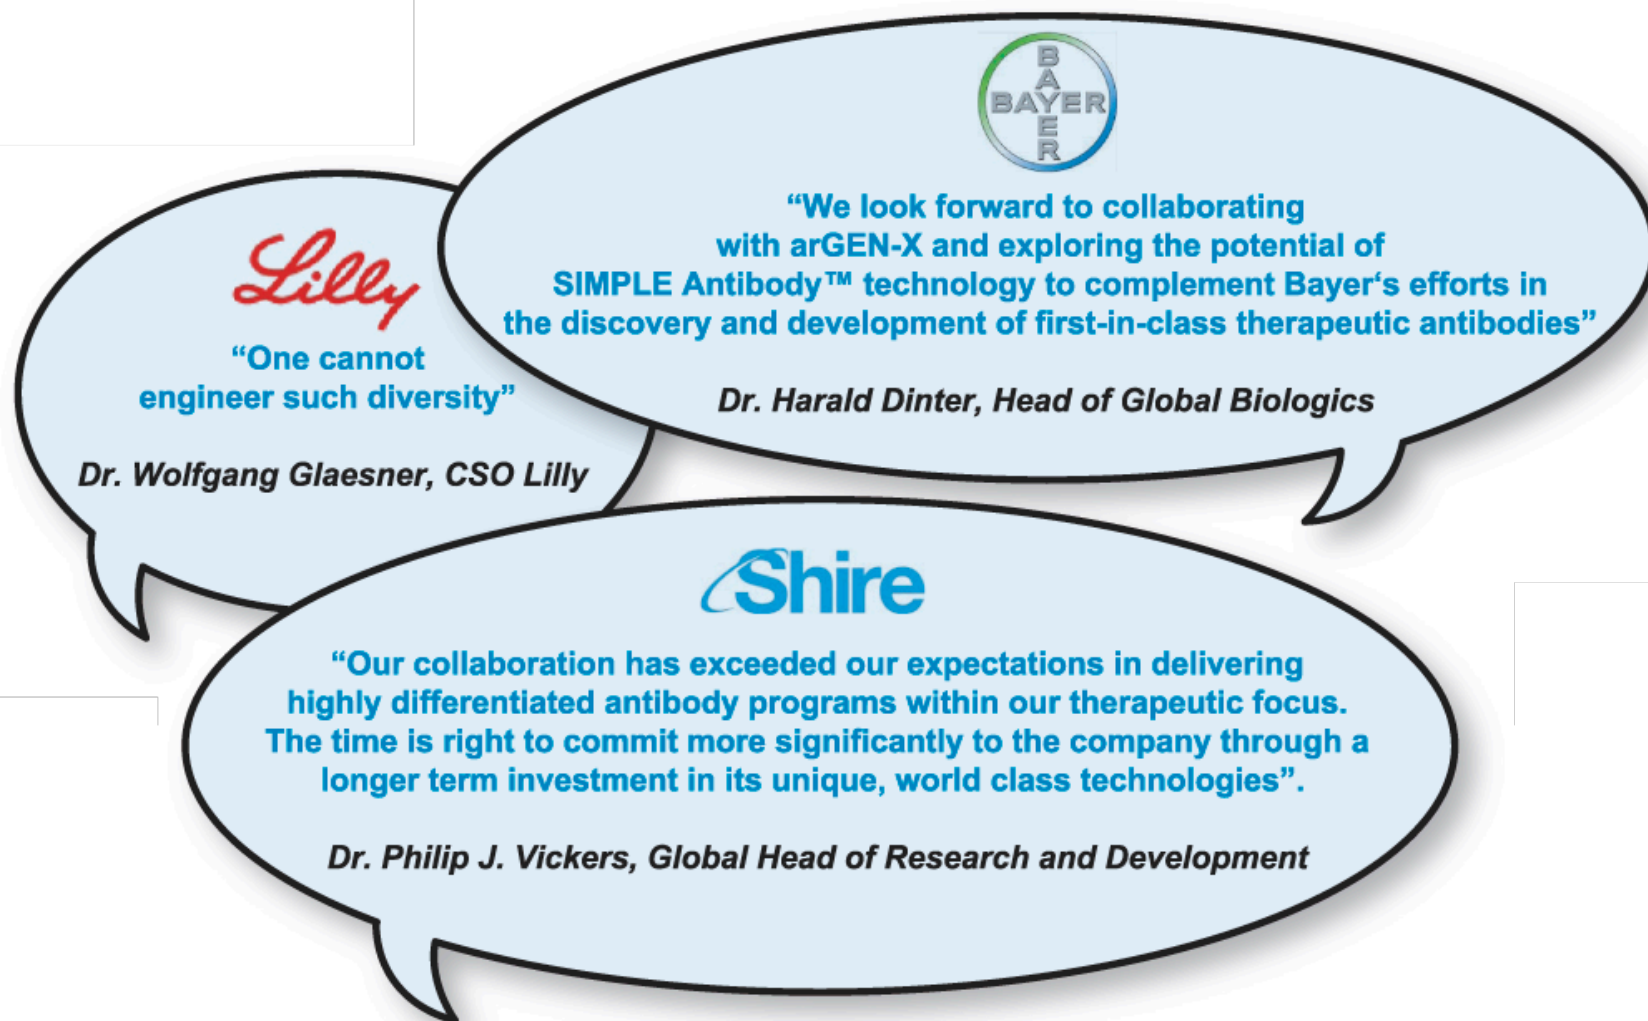 Lilly
“One cannot
engineer such diversity”
Dr. Wolfgang Glaesner, CSO Lilly
BAYER
BAYER
“We look forward to collaborating
with arGEN-X and exploring the potential of
SIMPLE Antibody™ technology to complement Bayer‘s efforts in
the discovery and development of first-in-class therapeutic antibodies”
Dr. Harald Dinter, Head of Global Biologics
Shire
“Our collaboration has exceeded our expectations in delivering
highly differentiated antibody programs within our therapeutic focus.
The time is right to commit more significantly to the company through a
longer term investment in its unique, world class technologies”.
Dr. Philip J. Vickers, Global Head of Research and Development